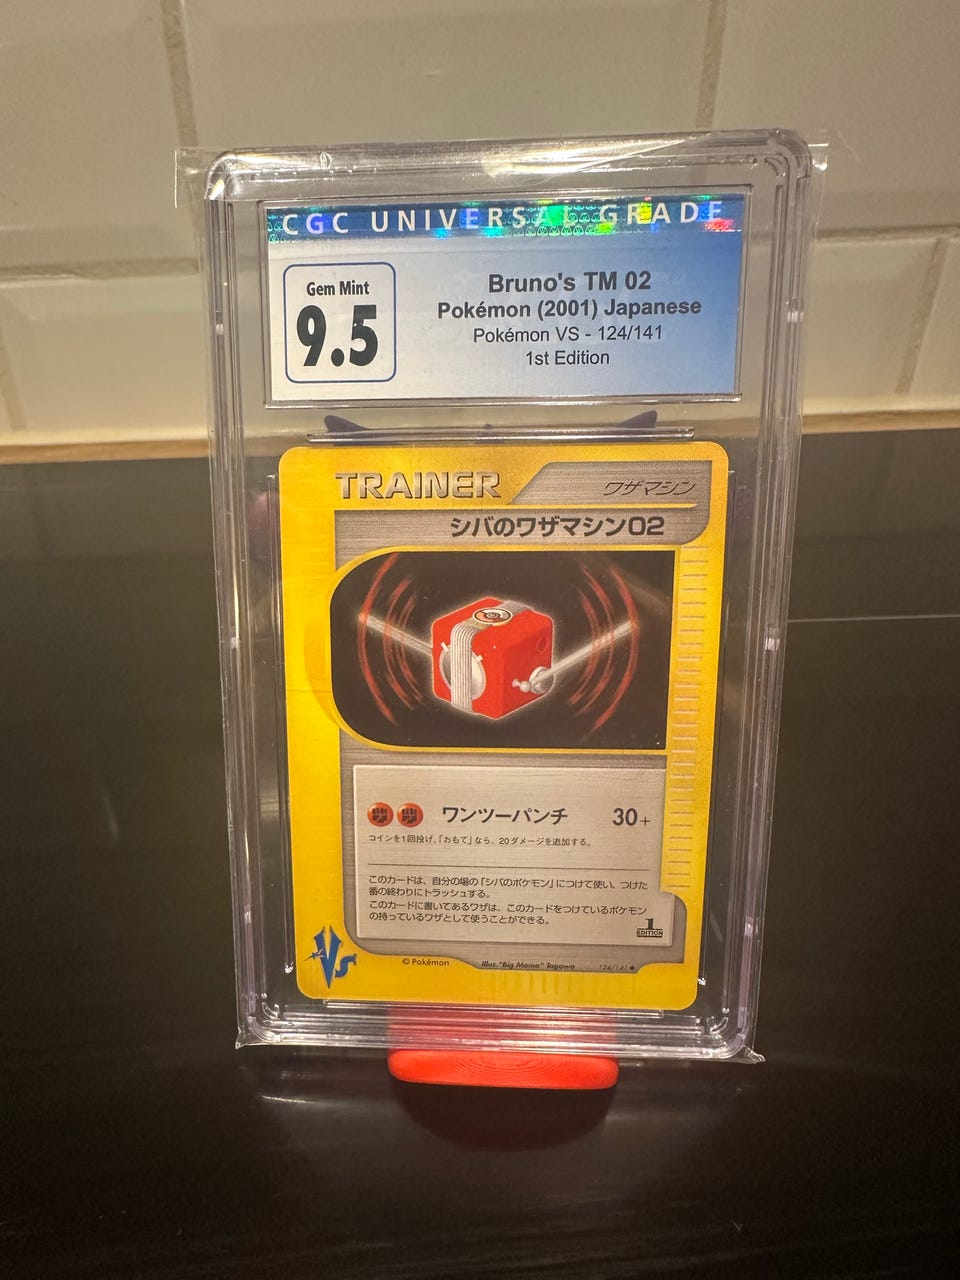 CGC UNIVERSAL GRADE
Gem Mint
9.5
Bruno's TM 02
Pokémon (2001) Japanese
Pokémon VS - 124/141
1st Edition
TRAINER
ワザマシン
シバのワザマシン02
ワンツーパンチ 30+
コインを1回投げ、「おもて」なら、20ダメージを追加する。
このカードは、自分の場の「シバのポケモン」につけて使い、つけた
番の終わりにトラッシュする。
このカードに書いてあるワザは、このカードをつけているポケモン
の持っているワザとして使うことができる。
1
EDITION
VS
© Pokémon
Illus. "Big Mama" Tagawa
124/141